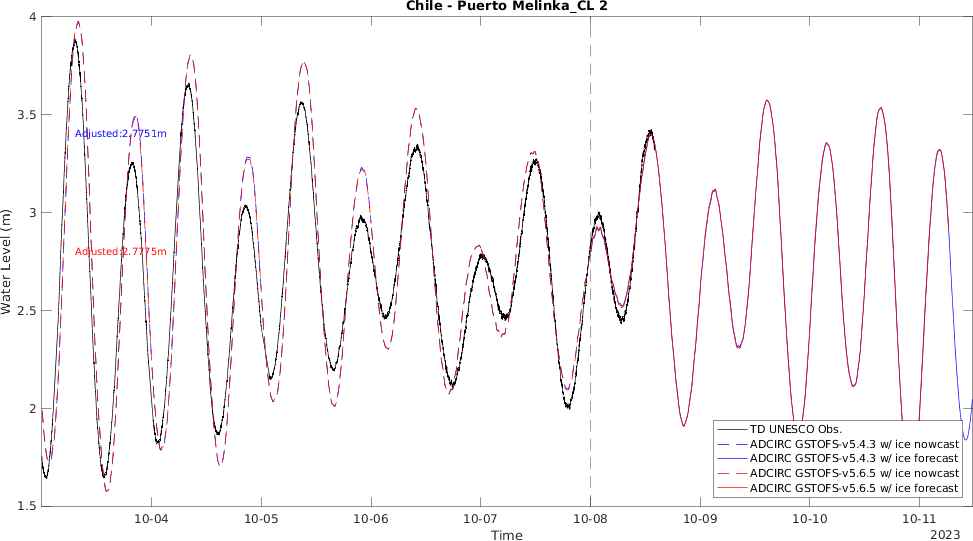 Chile - Puerto Melinka_CL 2
4
3.5
3
2.5
2
1.5
Water Level (m)
Adjusted:2.7751m
Adjusted:2.7775m
TD UNESCO Obs.
ADCIRC GSTOFS-v5.4.3 w/ ice nowcast
ADCIRC GSTOFS-v5.4.3 w/ ice forecast
ADCIRC GSTOFS-v5.6.5 w/ ice nowcast
ADCIRC GSTOFS-v5.6.5 w/ ice forecast
10-04 10-05 10-06 10-07 10-08 10-09 10-10 10-11
Time
2023